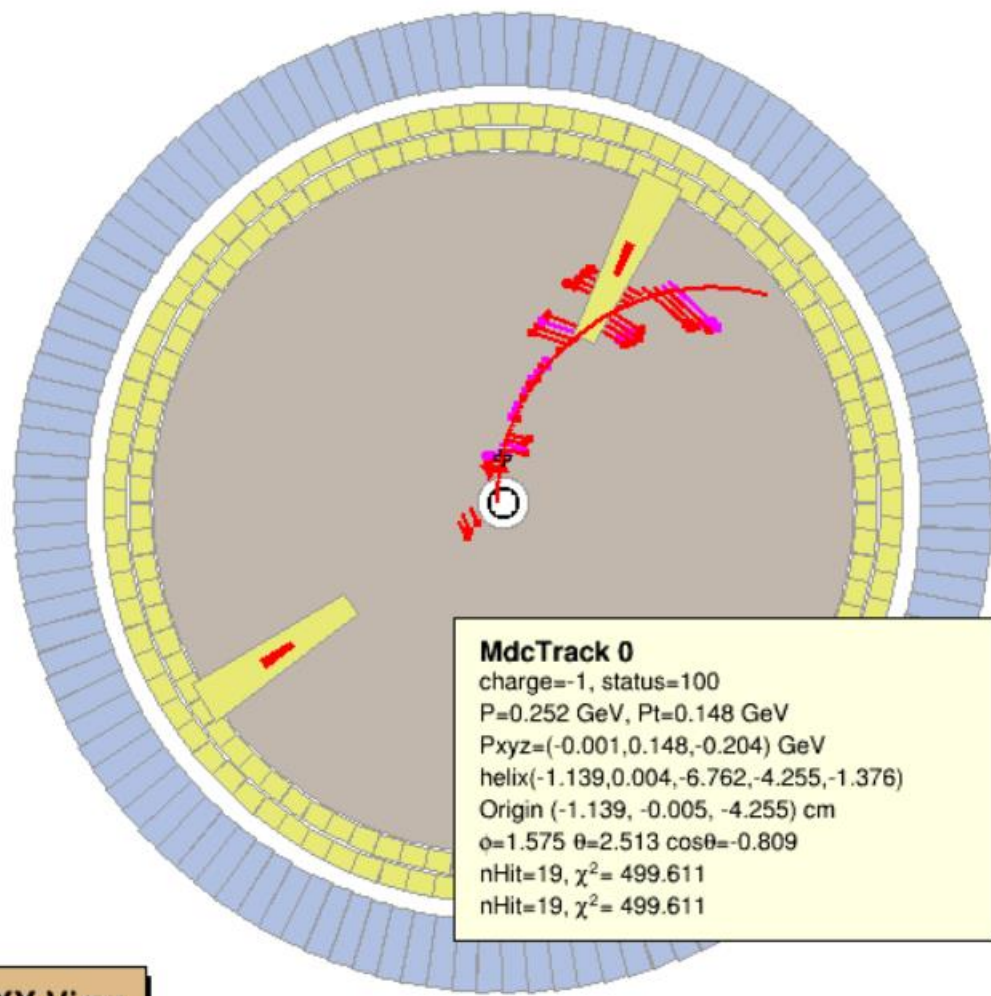 MdcTrack 0
charge=-1, status=100
P=0.252 GeV, Pt=0.148 GeV
Pxyz=(-0.001,0.148,-0.204) GeV
helix(-1.139,0.004,-6.762,-4.255,-1.376)
Origin (-1.139, -0.005, -4.255) cm
ϕ=1.575 θ=2.513 cosθ=-0.809
nHit=19, χ²= 499.611
nHit=19, χ²= 499.611